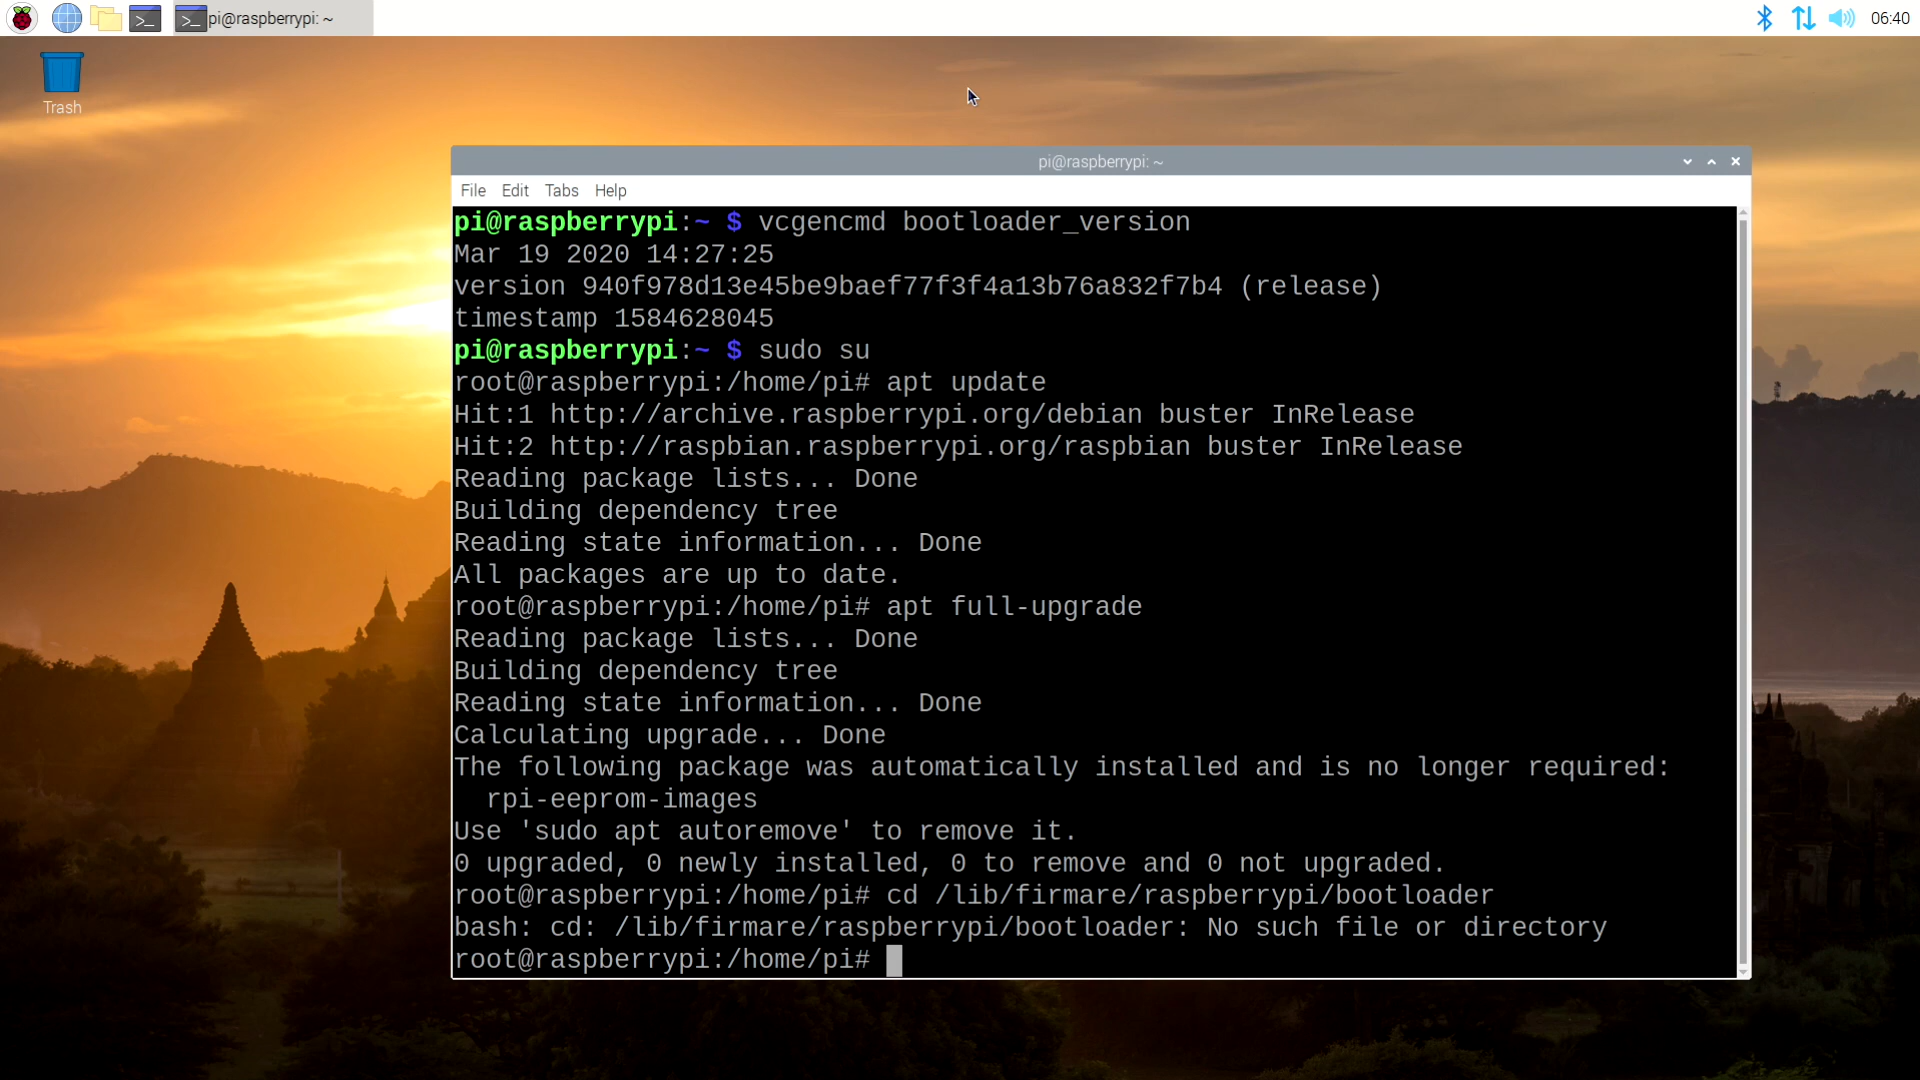 pi@raspberrypi: ~
06:40
Trash
pi@raspberrypi: ~
File Edit Tabs Help
pi@raspberrypi:~ $ vcgencmd bootloader_version
Mar 19 2020 14:27:25
version 940f978d13e45be9baef77f3f4a13b76a832f7b4 (release)
timestamp 1584628045
pi@raspberrypi:~ $ sudo su
root@raspberrypi:/home/pi# apt update
Hit:1 http://archive.raspberrypi.org/debian buster InRelease
Hit:2 http://raspbian.raspberrypi.org/raspbian buster InRelease
Reading package lists... Done
Building dependency tree
Reading state information... Done
All packages are up to date.
root@raspberrypi:/home/pi# apt full-upgrade
Reading package lists... Done
Building dependency tree
Reading state information... Done
Calculating upgrade... Done
The following package was automatically installed and is no longer required:
  rpi-eeprom-images
Use 'sudo apt autoremove' to remove it.
0 upgraded, 0 newly installed, 0 to remove and 0 not upgraded.
root@raspberrypi:/home/pi# cd /lib/firmare/raspberrypi/bootloader
bash: cd: /lib/firmare/raspberrypi/bootloader: No such file or directory
root@raspberrypi:/home/pi#